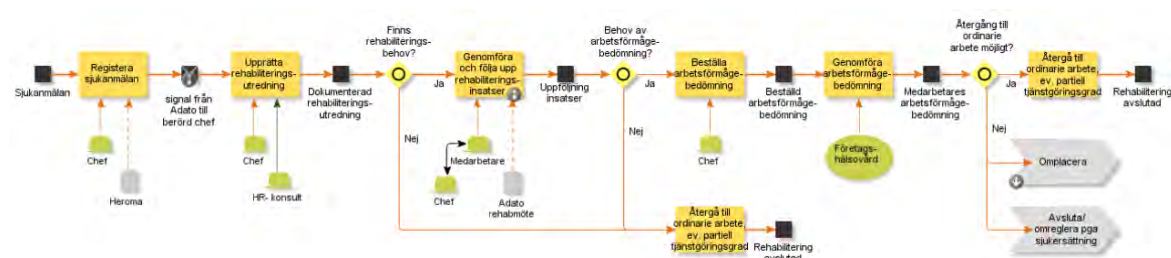 Sjukanmälan
Registera
sjukanmälan
Chef
Heroma
signal från
Adato till
berörd chef
Upprätta
rehabiliterings-
utredning
Chef
HR- konsult
Dokumenterad
rehabiliterings-
utredning
Finns
rehabiliterings-
behov?
Ja
Nej
Genomföra
och följa upp
rehabiliterings-
insatser
Medarbetare
Chef
Adato
rehabmöte
Uppföljning
insatser
Behov av
arbetsförmåge-
bedömning?
Ja
Nej
Beställa
arbetsförmåge-
bedömning
Chef
Beställd
arbetsförmåge-
bedömning
Genomföra
arbetsförmåge-
bedömning
Företags-
hälsovård
Medarbetares
arbetsförmåge-
bedömning
Återgång till
ordinarie
arbete möjligt?
Ja
Nej
Återgå till
ordinarie arbete,
ev. partiell
tjänstgöringsgrad
Rehabilitering
avslutad
Omplacera
Avsluta/
omreglera pga
sjukersättning
Återgå till
ordinarie arbete,
ev. partiell
tjänstgöringsgrad
Rehabilitering
avslutad